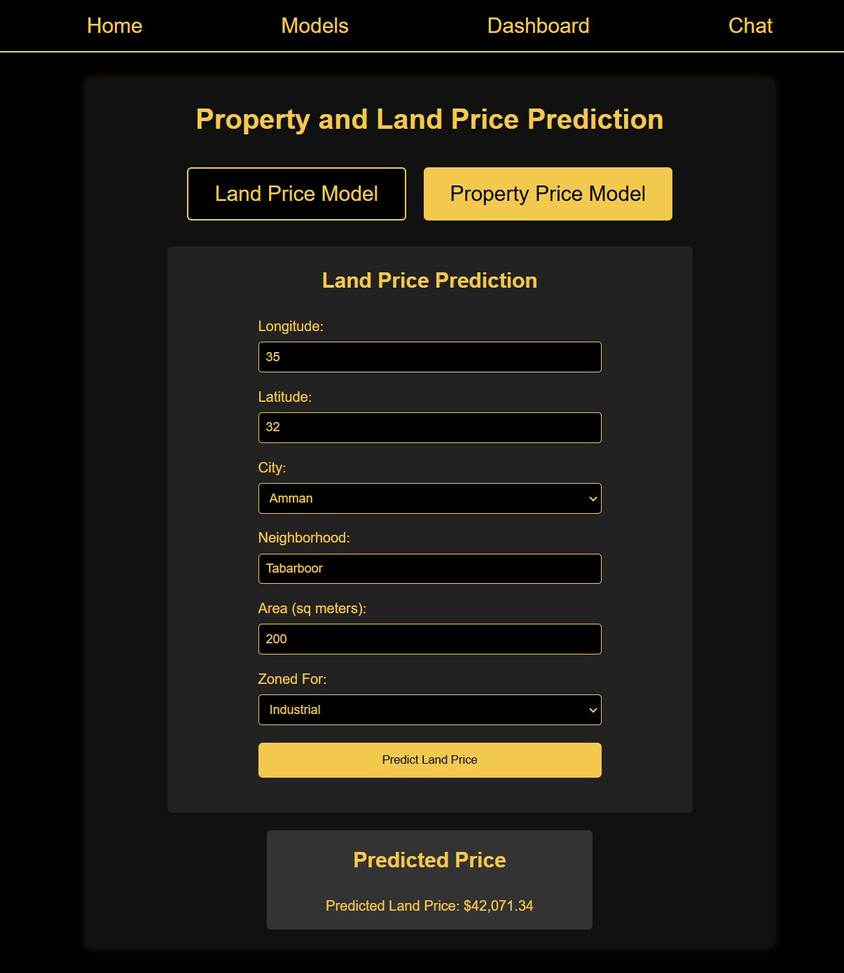 Home Models Dashboard Chat
Property and Land Price Prediction
Land Price Model Property Price Model
Land Price Prediction
Longitude:
35
Latitude:
32
City:
Amman
Neighborhood:
Tabarboor
Area (sq meters):
200
Zoned For:
Industrial
Predict Land Price
Predicted Price
Predicted Land Price: $42,071.34